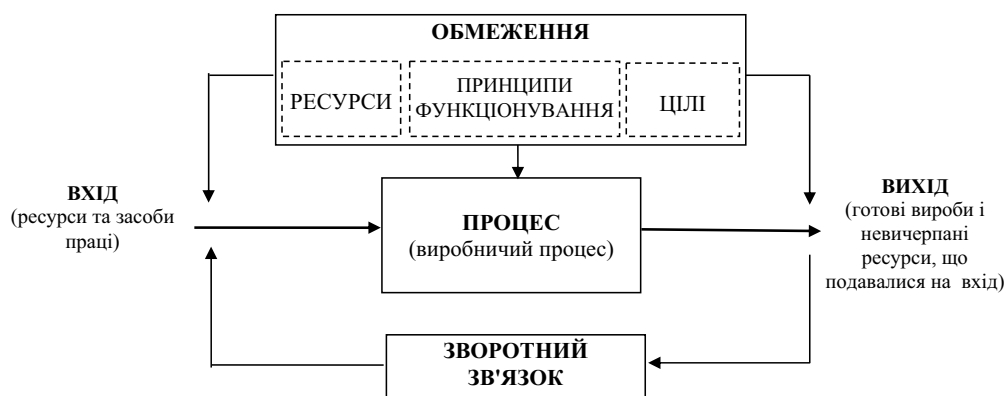 ОБМЕЖЕННЯ
РЕСУРСИ
ПРИНЦИПИ
ФУНКЦІОНУВАННЯ
ЦІЛІ
ВХІД
(ресурси та засоби
праці)
ПРОЦЕС
(виробничий процес)
ВИХІД
(готові вироби і
невичерпані
ресурси, що
подавалися на вхід)
ЗВОРОТНИЙ
ЗВ'ЯЗОК